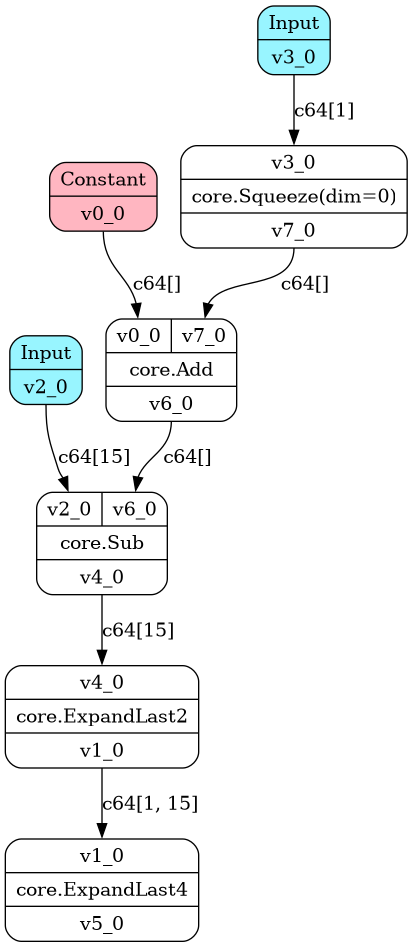 Input
v3_0
c64[1]
v3_0
core.Squeeze(dim=0)
v7_0
Constant
v0_0
c64[]
c64[]
v0_0 v7_0
core.Add
v6_0
Input
v2_0
c64[15]
c64[]
v2_0 v6_0
core.Sub
v4_0
c64[15]
v4_0
core.ExpandLast2
v1_0
c64[1, 15]
v1_0
core.ExpandLast4
v5_0